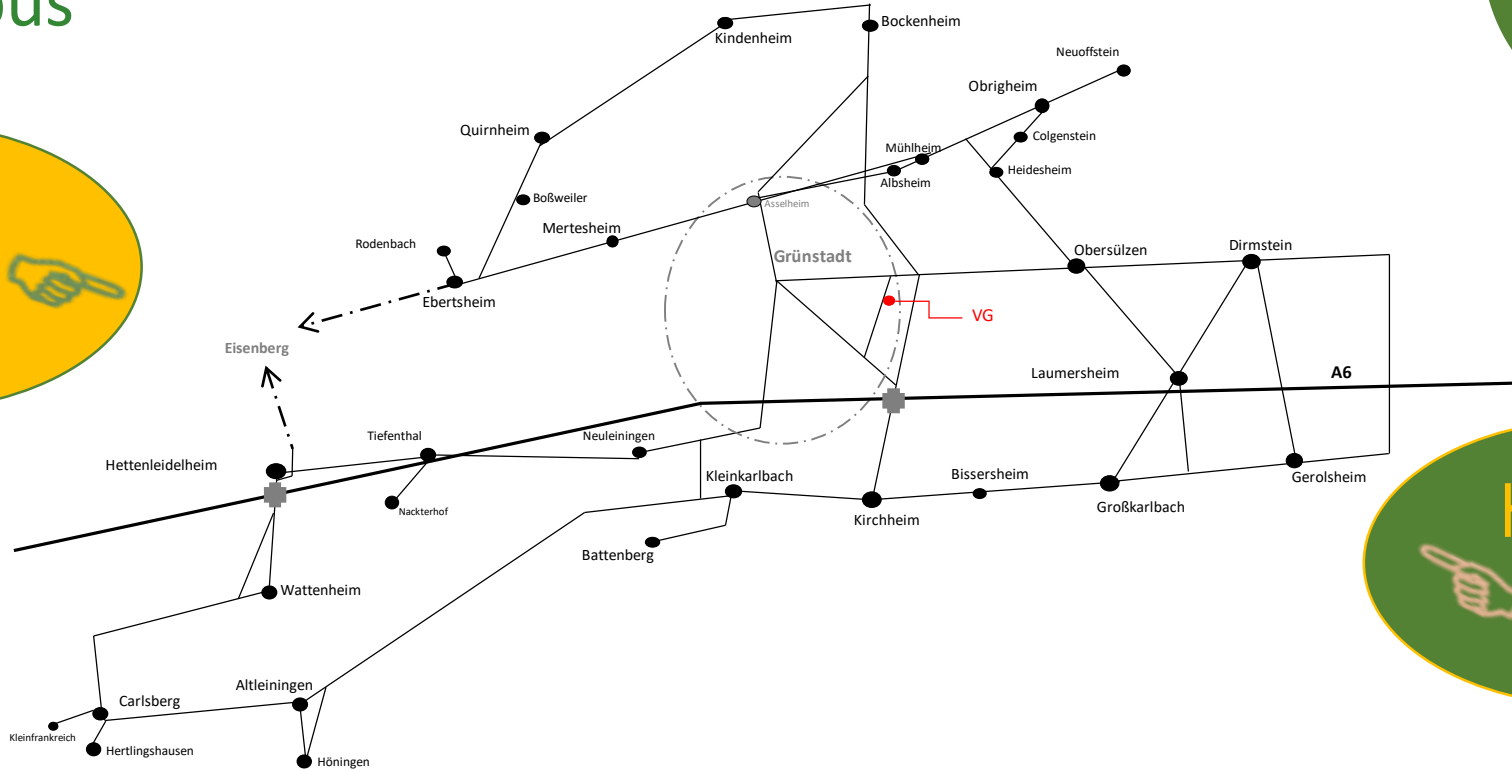 Bockenheim
Kindenheim
Neuoffstein
Obrigheim
Quirnheim
Colgenstein
Mühlheim
Heidesheim
Albsheim
Boßweiler
Asselheim
Mertesheim
Rodenbach
Grünstadt
Obersülzen
Dirmstein
Ebertsheim
VG
Eisenberg
Laumersheim
A6
Tiefenthal
Neuleiningen
Hettenleidelheim
Kleinkarlbach
Bissersheim
Gerolsheim
Nackterhof
Großkarlbach
Kirchheim
Battenberg
Wattenheim
Altleiningen
Carlsberg
Kleinfrankreich
Hertlingshausen
Höningen